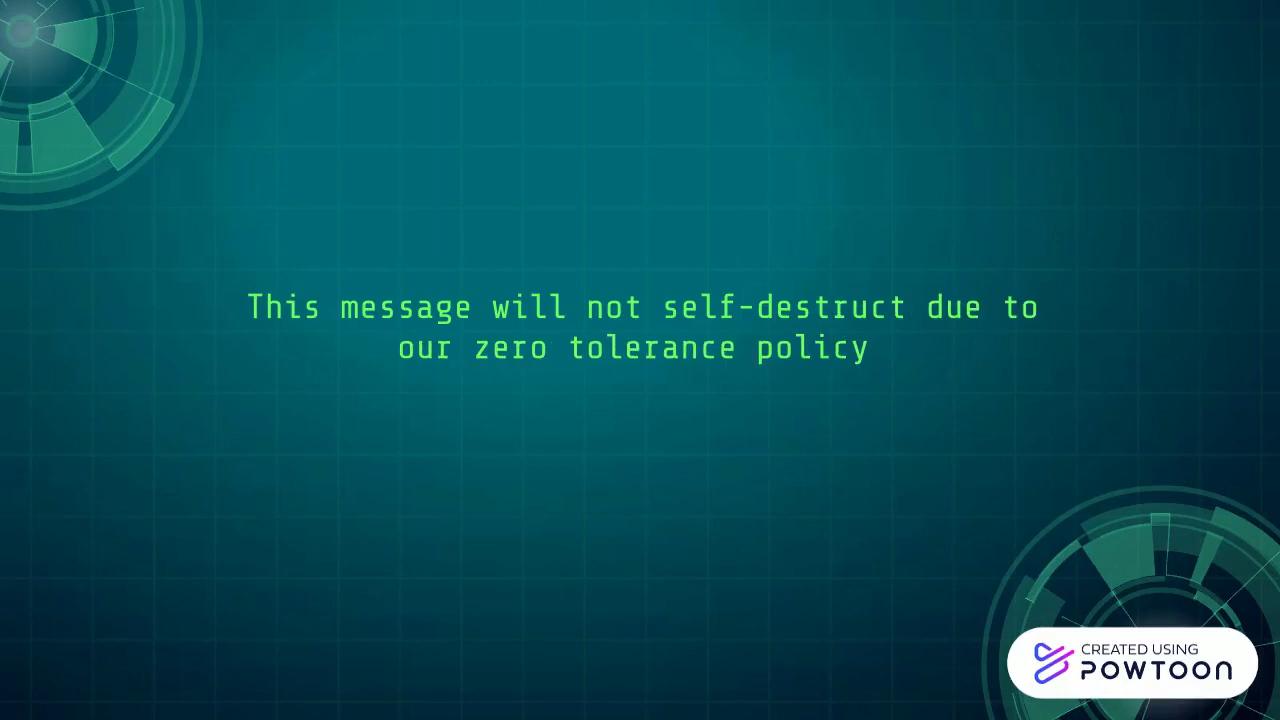 This message will not self-destruct due to
our zero tolerance policy
CREATED USING
POWTOON